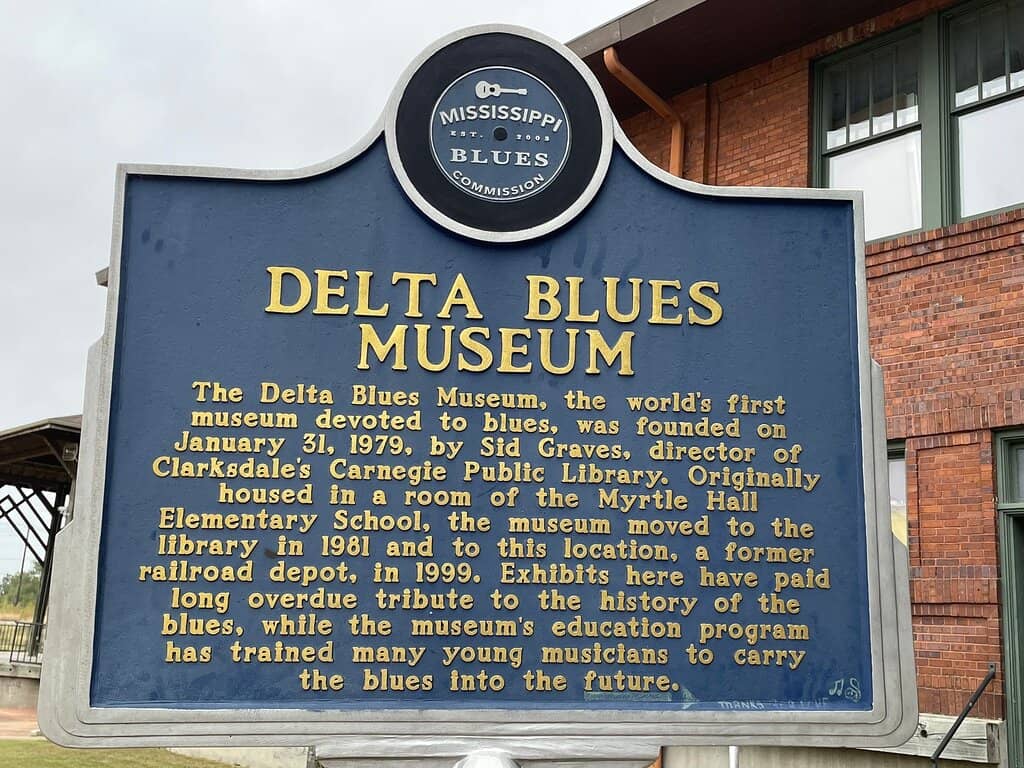 MISSISSIPPI
EST. 2003
BLUES
COMMISSION
DELTA BLUES
MUSEUM
The Delta Blues Museum, the world's first
museum devoted to blues, was founded on
January 31, 1979, by Sid Graves, director of
Clarksdale's Carnegie Public Library. Originally
housed in a room of the Myrtle Hall
Elementary School, the museum moved to the
library in 1981 and to this location, a former
railroad depot, in 1999. Exhibits here have paid
long overdue tribute to the history of the
blues, while the museum's education program
has trained many young musicians to carry
the blues into the future.
THANKS